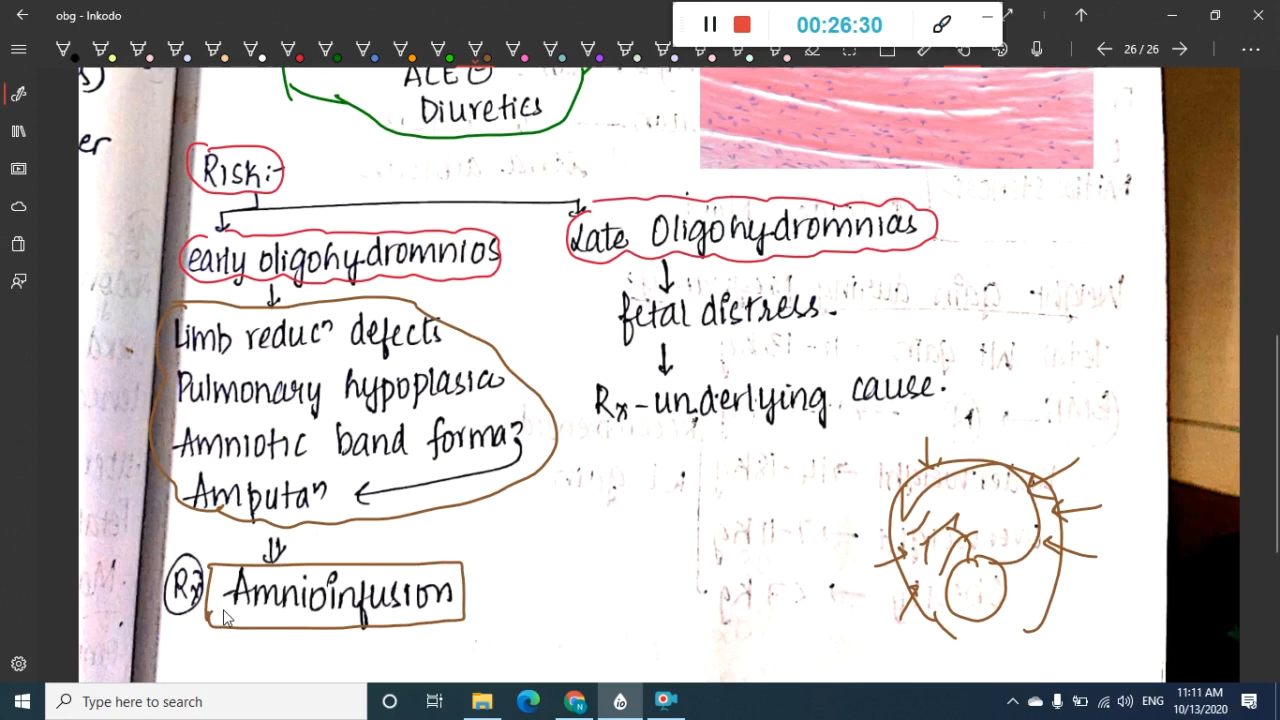 obg - Inkodo
00:26:30
26/26
s)
er
ACE ⊖
Diuretics
Risk:-
early oligohydromnios
Late Oligohydromnias
Limb reducⁿ defects
fetal distress.
Pulmonary hypoplasia
Rx-underlying cause.
Amniotic band forma
Amputaⁿ
Rx Amnioinfusion
Type here to search
ENG
11:11 AM
10/13/2020